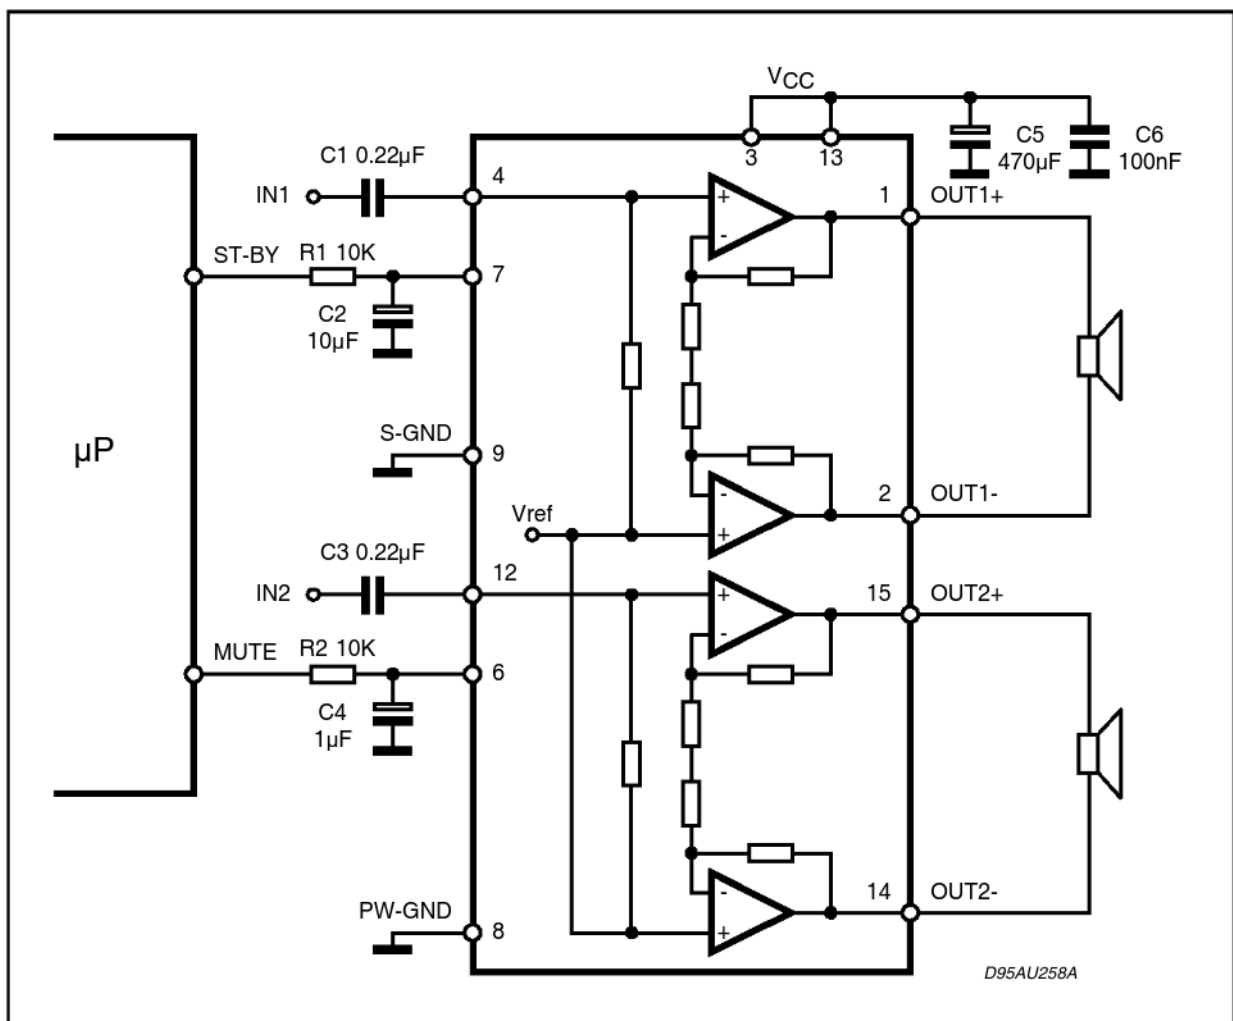 VCC
3
13
C5
470µF
C6
100nF
C1 0.22µF
IN1
4
+
-
1
OUT1+
ST-BY
R1 10K
7
C2
10µF
µP
S-GND
9
-
+
2
OUT1-
Vref
C3 0.22µF
IN2
12
+
-
15
OUT2+
MUTE
R2 10K
6
C4
1µF
PW-GND
8
-
+
14
OUT2-
D95AU258A